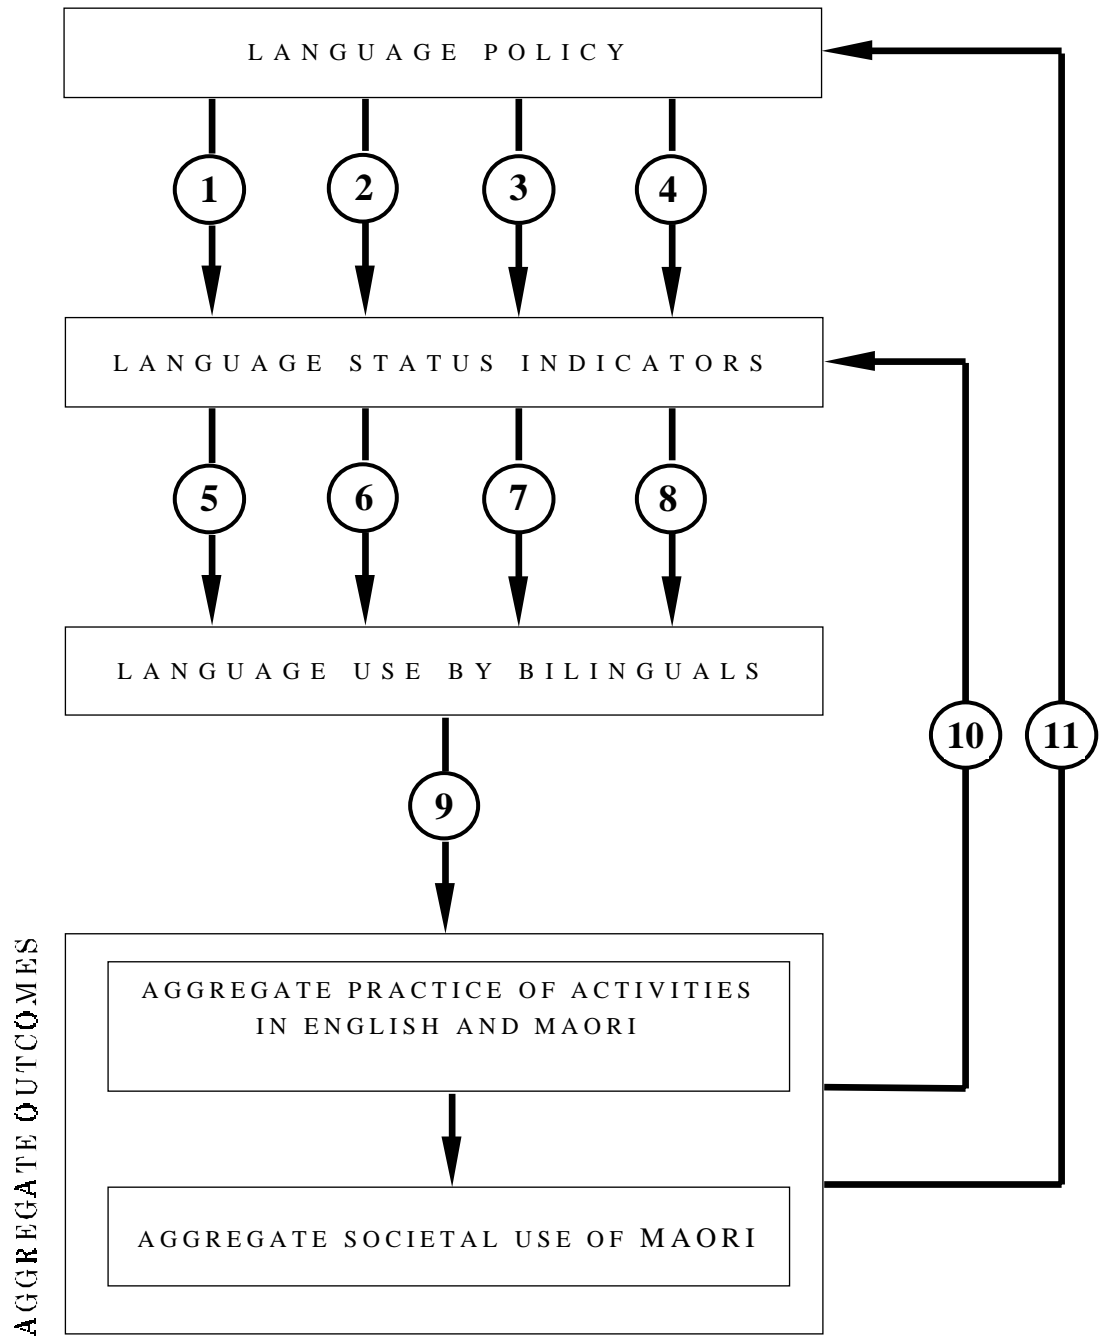 LANGUAGE POLICY
1 2 3 4
LANGUAGE STATUS INDICATORS
5 6 7 8
LANGUAGE USE BY BILINGUALS
10 11
9
AGGREGATE OUTCOMES
AGGREGATE PRACTICE OF ACTIVITIES
IN ENGLISH AND MAORI
AGGREGATE SOCIETAL USE OF MAORI